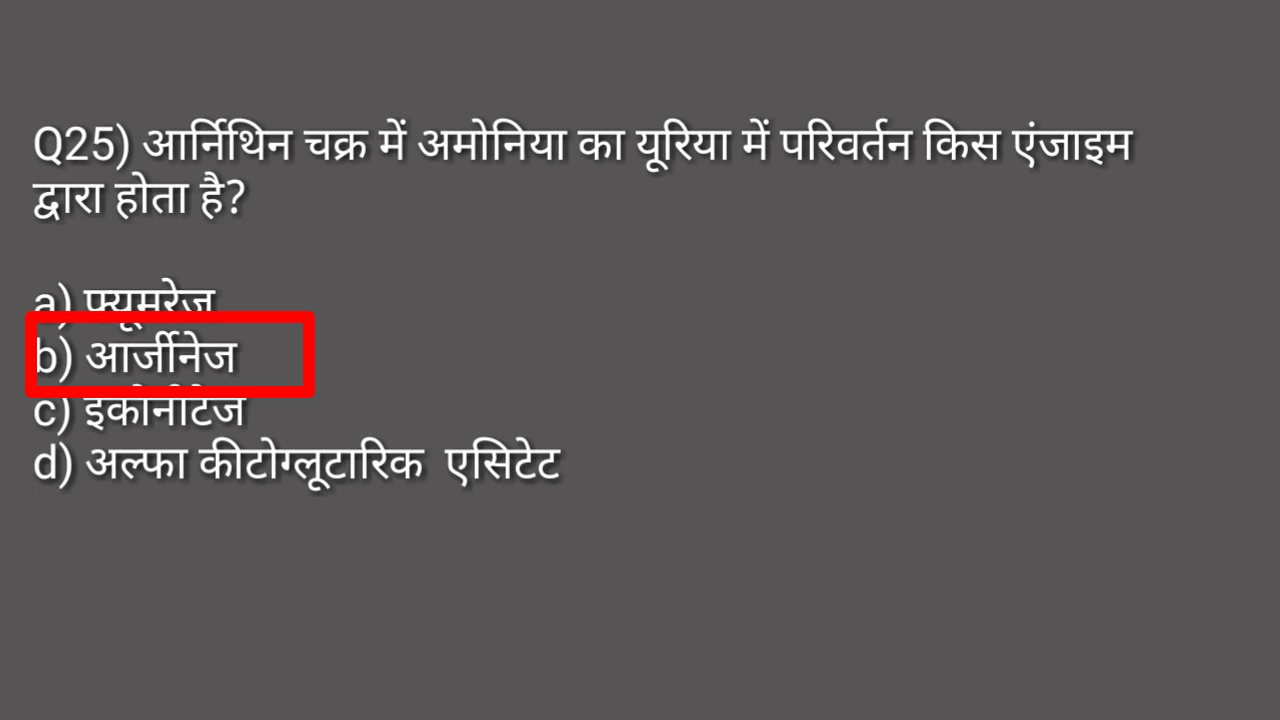 Q25) आर्निथिन चक्र में अमोनिया का यूरिया में परिवर्तन किस एंजाइम
द्वारा होता है?
a) फ्यूमरेज
b) आर्जीनेज
c) इकोनीटेज
d) अल्फा कीटोग्लूटारिक एसिटेट